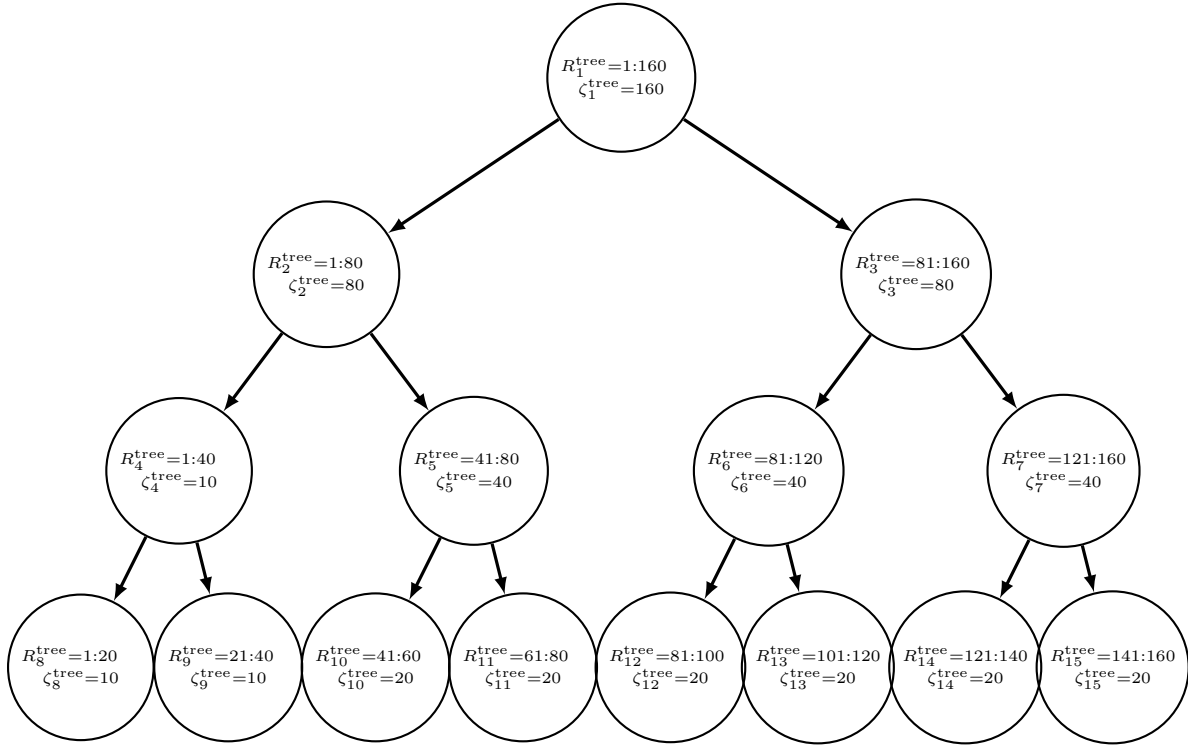 R_1^tree=1:160
ζ_1^tree=160
R_2^tree=1:80
ζ_2^tree=80
R_3^tree=81:160
ζ_3^tree=80
R_4^tree=1:40
ζ_4^tree=10
R_5^tree=41:80
ζ_5^tree=40
R_6^tree=81:120
ζ_6^tree=40
R_7^tree=121:160
ζ_7^tree=40
R_8^tree=1:20
ζ_8^tree=10
R_9^tree=21:40
ζ_9^tree=10
R_10^tree=41:60
ζ_10^tree=20
R_11^tree=61:80
ζ_11^tree=20
R_12^tree=81:100
ζ_12^tree=20
R_13^tree=101:120
ζ_13^tree=20
R_14^tree=121:140
ζ_14^tree=20
R_15^tree=141:160
ζ_15^tree=20